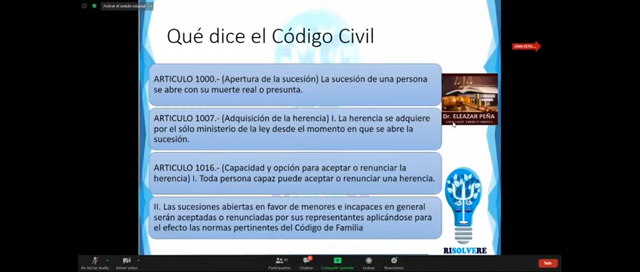 Qué dice el Código Civil
ARTICULO 1000.- (Apertura de la sucesión) La sucesión de una persona
se abre con su muerte real o presunta.
Dr. ELEAZAR PEÑA
ARTICULO 1007.- (Adquisición de la herencia) I. La herencia se adquiere
por el sólo ministerio de la ley desde el momento en que se abre la
sucesión.
ARTICULO 1016.- (Capacidad y opción para aceptar o renunciar la
herencia) I. Toda persona capaz puede aceptar o renunciar una herencia.
II. Las sucesiones abiertas en favor de menores e incapaces en general
serán aceptadas o renunciadas por sus representantes aplicándose para
el efecto las normas pertinentes del Código de Familia
RISOLVERE
Participantes
Compartir pantalla
Reacciones
Salir